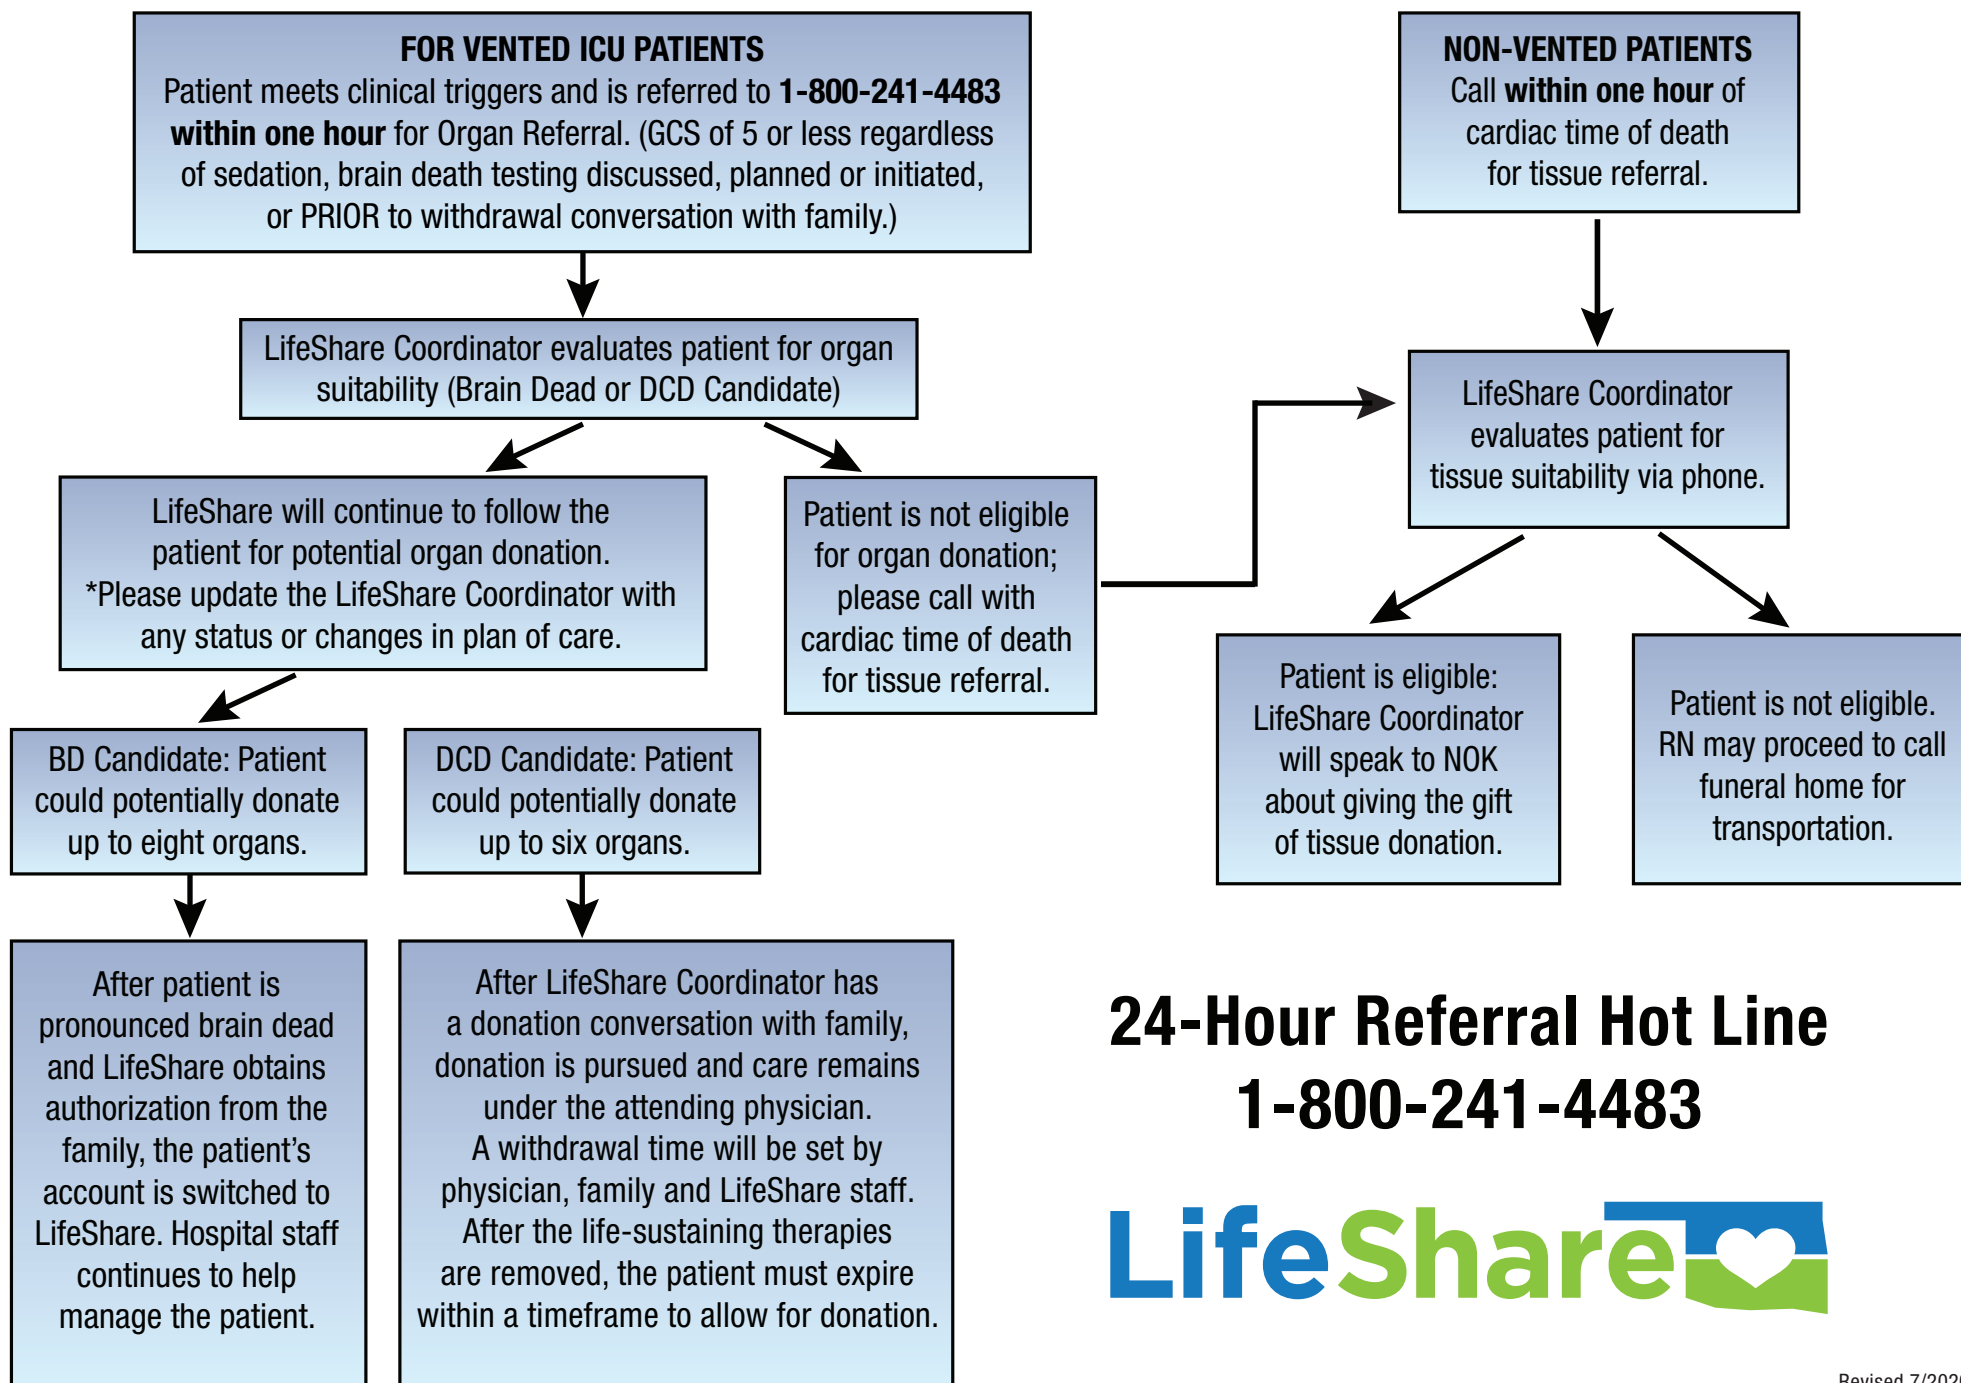 FOR VENTED ICU PATIENTS
Patient meets clinical triggers and is referred to 1-800-241-4483
within one hour for Organ Referral. (GCS of 5 or less regardless
of sedation, brain death testing discussed, planned or initiated,
or PRIOR to withdrawal conversation with family.)
NON-VENTED PATIENTS
Call within one hour of
cardiac time of death
for tissue referral.
LifeShare Coordinator evaluates patient for organ
suitability (Brain Dead or DCD Candidate)
LifeShare Coordinator
evaluates patient for
tissue suitability via phone.
LifeShare will continue to follow the
patient for potential organ donation.
*Please update the LifeShare Coordinator with
any status or changes in plan of care.
Patient is not eligible
for organ donation;
please call with
cardiac time of death
for tissue referral.
Patient is eligible:
LifeShare Coordinator
will speak to NOK
about giving the gift
of tissue donation.
Patient is not eligible.
RN may proceed to call
funeral home for
transportation.
BD Candidate: Patient
could potentially donate
up to eight organs.
DCD Candidate: Patient
could potentially donate
up to six organs.
After patient is
pronounced brain dead
and LifeShare obtains
authorization from the
family, the patient's
account is switched to
LifeShare. Hospital staff
continues to help
manage the patient.
After LifeShare Coordinator has
a donation conversation with family,
donation is pursued and care remains
under the attending physician.
A withdrawal time will be set by
physician, family and LifeShare staff.
After the life-sustaining therapies
are removed, the patient must expire
within a timeframe to allow for donation.
24-Hour Referral Hot Line
1-800-241-4483
LifeShare
Revised 7/2020